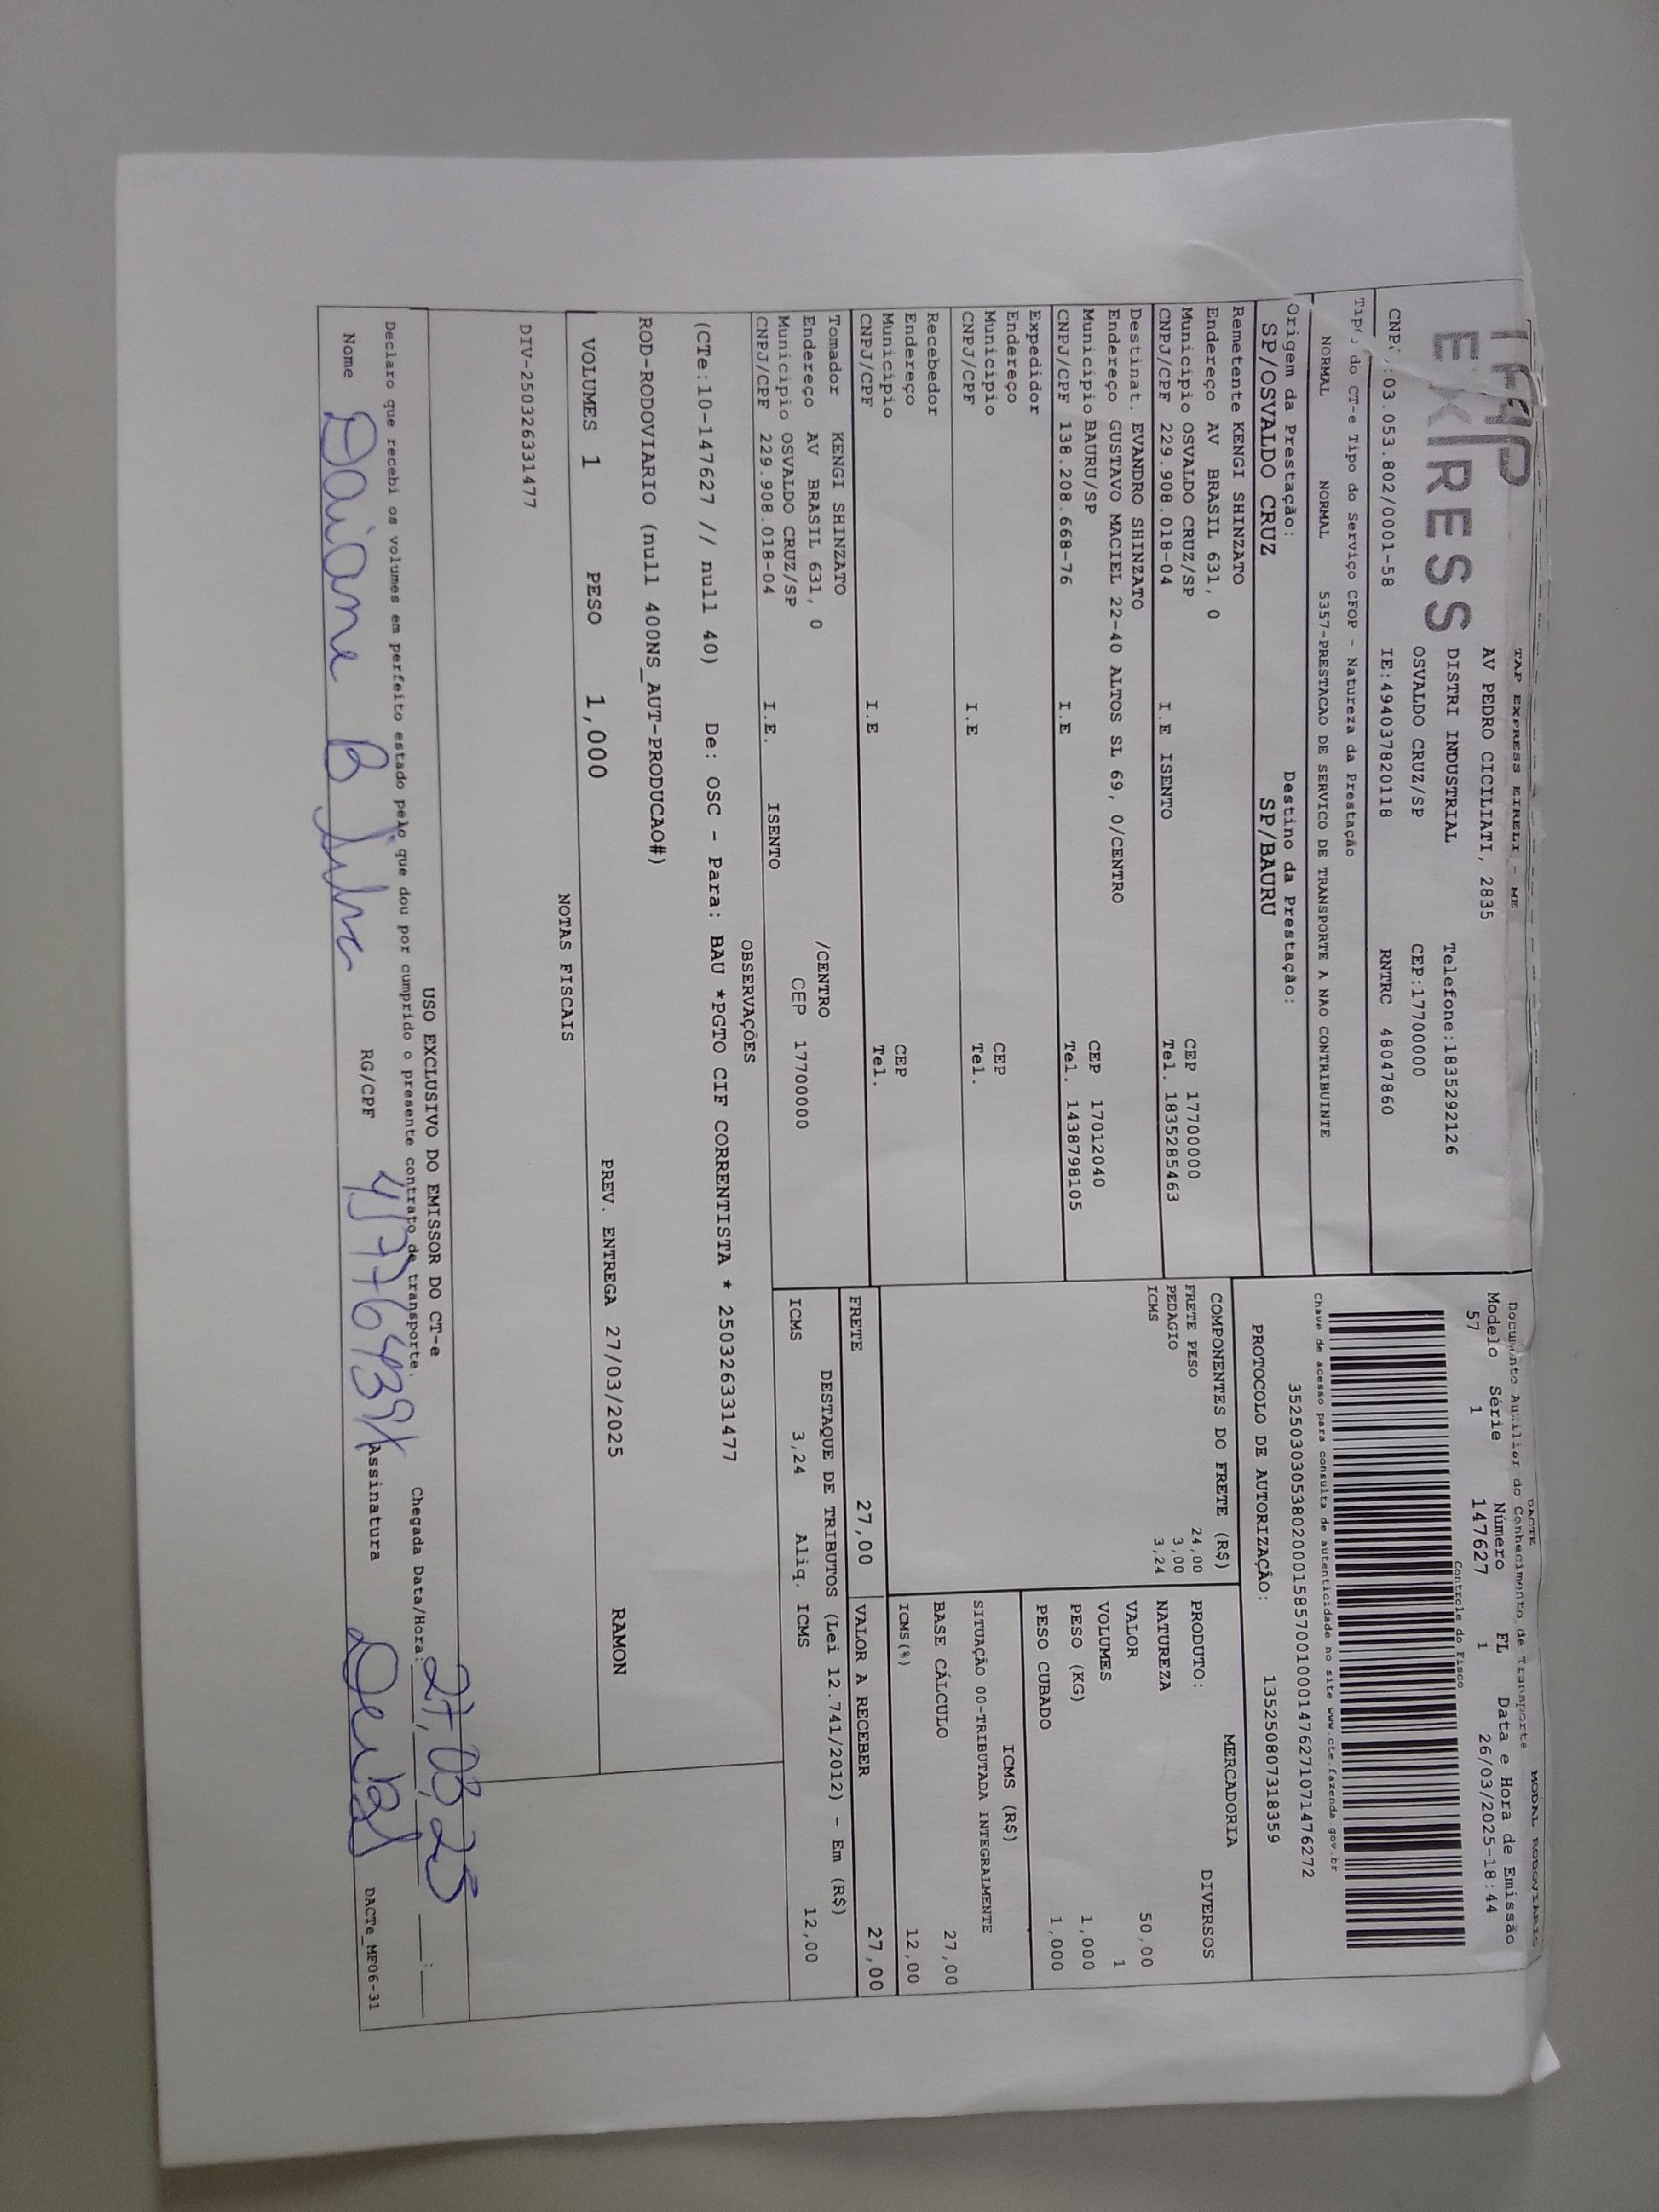 TAP EXPRESS
TAP EXPRESS EIRELI - ME
AV PEDRO CICILIATI, 2835
DISTRI INDUSTRIAL Telefone:1835292126
OSVALDO CRUZ/SP CEP:17700000
:03.053.802/0001-58 IE:494037820118 RNTRC 48047860
DACTE MODAL RODOVIARIO
Documento Auxiliar do Conhecimento de Transporte
Modelo Série Número FL Data e Hora de Emissão
57 1 147627 1 26/03/2025-18:44
Controle do Fisco
Chave de acesso para consulta de autenticidade no site www.cte.fazenda.gov.br
35250303053802000158570010001476271071476272
PROTOCOLO DE AUTORIZAÇÃO: 135250807318359
do CT-e Tipo do Serviço CFOP - Natureza da Prestação
NORMAL NORMAL 5357-PRESTACAO DE SERVICO DE TRANSPORTE A NAO CONTRIBUINTE
Origem da Prestação: Destino da Prestação:
SP/OSVALDO CRUZ SP/BAURU
Remetente KENGI SHINZATO
Endereço AV BRASIL 631, 0
Município OSVALDO CRUZ/SP CEP 17700000
CNPJ/CPF 229.908.018-04 I.E ISENTO Tel. 1835285463
Destinat. EVANDRO SHINZATO
Endereço GUSTAVO MACIEL 22-40 ALTOS SL 69, 0/CENTRO
Município BAURU/SP CEP 17012040
CNPJ/CPF 138.208.668-76 I.E Tel. 1438798105
Expedidor
Endereço
Município CEP
CNPJ/CPF I.E Tel.
Recebedor
Endereço
Município CEP
CNPJ/CPF I.E Tel.
Tomador KENGI SHINZATO
Endereço AV BRASIL 631, 0 /CENTRO
Município OSVALDO CRUZ/SP CEP 17700000
CNPJ/CPF 229.908.018-04 I.E. ISENTO
COMPONENTES DO FRETE (R$)
FRETE PESO 24,00
PEDAGIO 3,00
ICMS 3,24
MERCADORIA
PRODUTO: DIVERSOS
NATUREZA
VALOR 50,00
VOLUMES 1
PESO (KG) 1,000
PESO CUBADO 1,000
ICMS (R$)
SITUAÇÃO 00-TRIBUTADA INTEGRALMENTE
BASE CÁLCULO 27,00
ICMS(%) 12,00
FRETE 27,00 VALOR A RECEBER 27,00
DESTAQUE DE TRIBUTOS (Lei 12.741/2012) - Em (R$)
ICMS 3,24 Aliq. ICMS 12,00
OBSERVAÇÕES
(CTe:10-147627 // null 40) De: OSC - Para: BAU *PGTO CIF CORRENTISTA * 250326331477
ROD-RODOVIARIO (null 400NS_AUT-PRODUCAO#)
VOLUMES 1 PESO 1,000 PREV. ENTREGA 27/03/2025 RAMON
NOTAS FISCAIS
DIV-250326331477
USO EXCLUSIVO DO EMISSOR DO CT-e
Declaro que recebi os volumes em perfeito estado pelo que dou por cumprido o presente contrato de transporte.
Chegada Data/Hora: 27,03,25
Nome Daiane B Silva RG/CPF Assinatura
DACTe_MF06-31